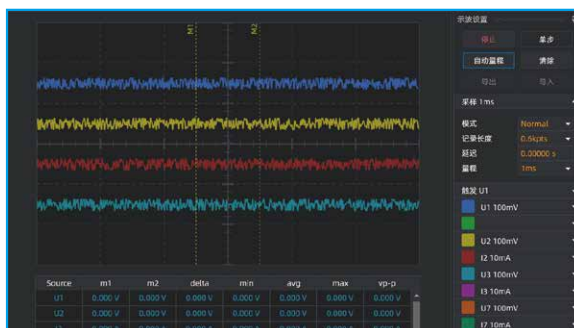 M1
M2
示波设置
停止 单步
自动量程 清除
导出 导入
采样 1ms
模式 Normal
记录长度 0.6kpts
延迟 0.00000 s
量程 1ms
触发 U1
U1 100mV
U2 100mV
I2 10mA
U3 100mV
I3 10mA
U7 100mV
I7 10mA
Source m1 m2 delta min avg max vp-p
U1 0.000 V 0.000 V 0.000 V 0.000 V 0.000 V 0.000 V 0.000 V
U2 0.000 V 0.000 V 0.000 V 0.000 V 0.000 V 0.000 V 0.000 V